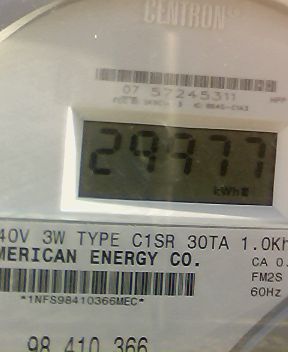 CENTRON
07 57245311
29977
kWh
40V 3W TYPE C1SR 30TA 1.0Kh
MERICAN ENERGY CO.
CA 0.
FM2S
*1NFS98410366MEC*
60Hz
98 410 366